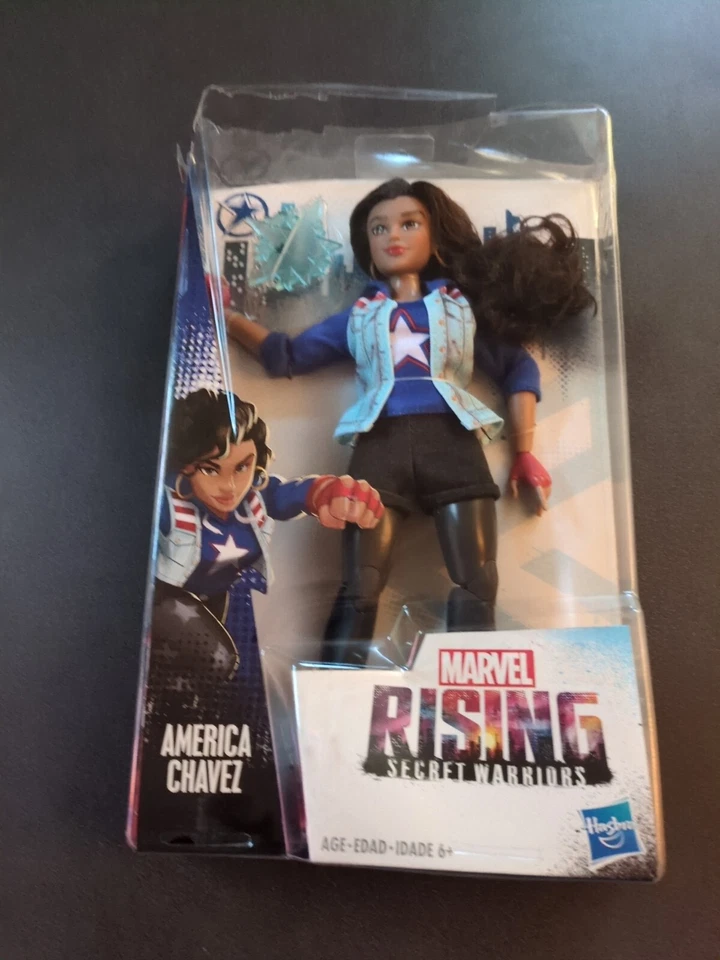 AMERICA
CHAVEZ
MARVEL
RISING
SECRET WARRIORS
AGE•EDAD•IDADE 6+
Hasbro